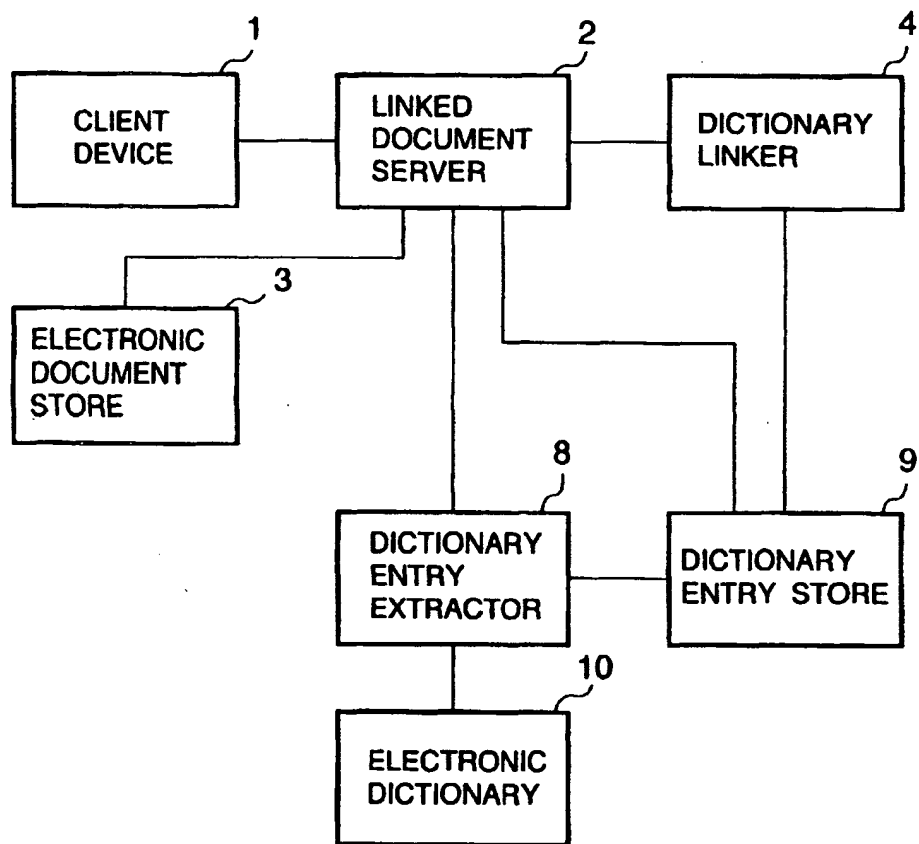 1
CLIENT
DEVICE
2
LINKED
DOCUMENT
SERVER
4
DICTIONARY
LINKER
3
ELECTRONIC
DOCUMENT
STORE
8
DICTIONARY
ENTRY
EXTRACTOR
9
DICTIONARY
ENTRY STORE
10
ELECTRONIC
DICTIONARY